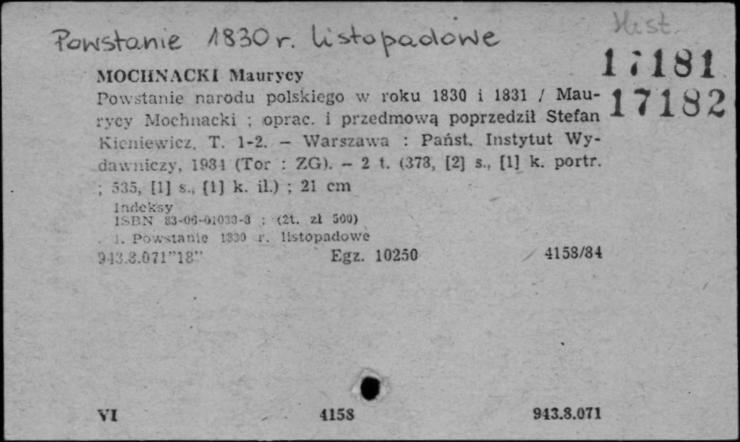 Hist.
Powstanie 1830 r. listopadowe
17181
17182
MOCHNACKI Maurycy
Powstanie narodu polskiego w roku 1830 i 1831 / Mau-
rycy Mochnacki ; oprac. i przedmową poprzedził Stefan
Kieniewicz. T. 1-2. — Warszawa : Państ. Instytut Wy-
dawniczy, 1984 (Tor : ZG). — 2 t. (378, [2] s., [1] k. portr.
; 535, [1] s., [1] k. il.) ; 21 cm
Indeksy
ISBN 83-06-01033-3 : (2t. zł 500)
1. Powstanie 1830 r. listopadowe
943.8.071"18"
Egz. 10250
4158/84
VI
4158
943.8.071